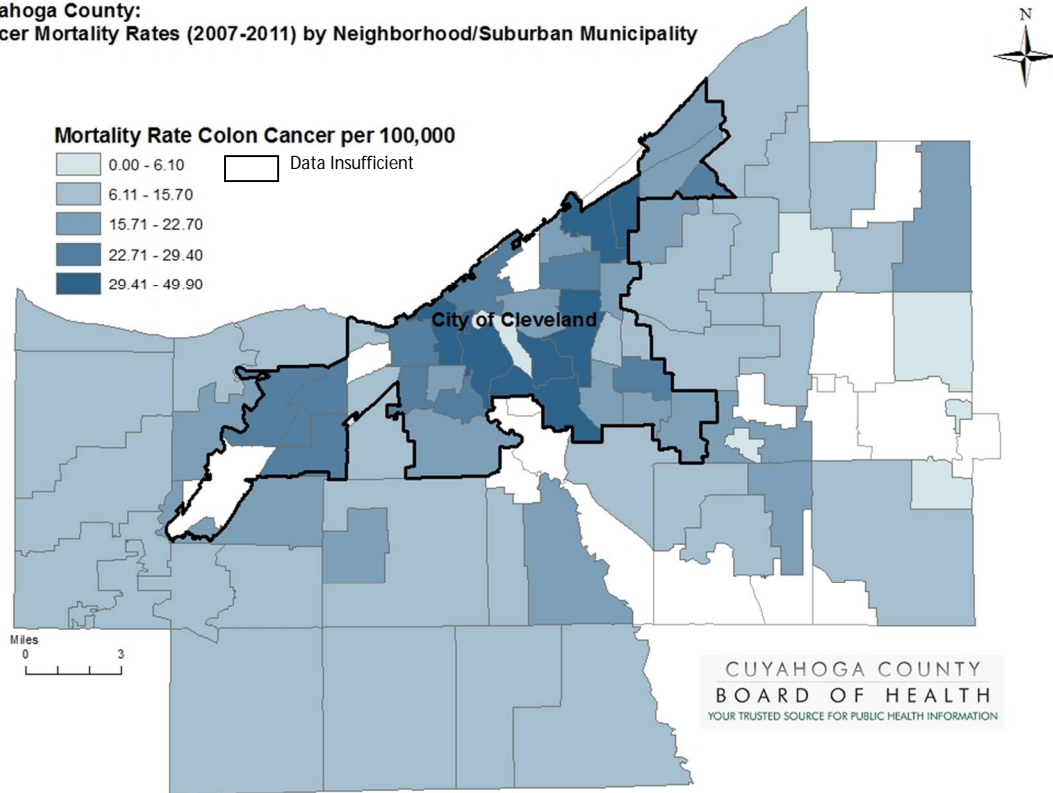 ahoga County:
cer Mortality Rates (2007-2011) by Neighborhood/Suburban Municipality
N
Mortality Rate Colon Cancer per 100,000
0.00 - 6.10
Data Insufficient
6.11 - 15.70
15.71 - 22.70
22.71 - 29.40
29.41 - 49.90
City of Cleveland
Miles
0 3
CUYAHOGA COUNTY
BOARD OF HEALTH
YOUR TRUSTED SOURCE FOR PUBLIC HEALTH INFORMATION